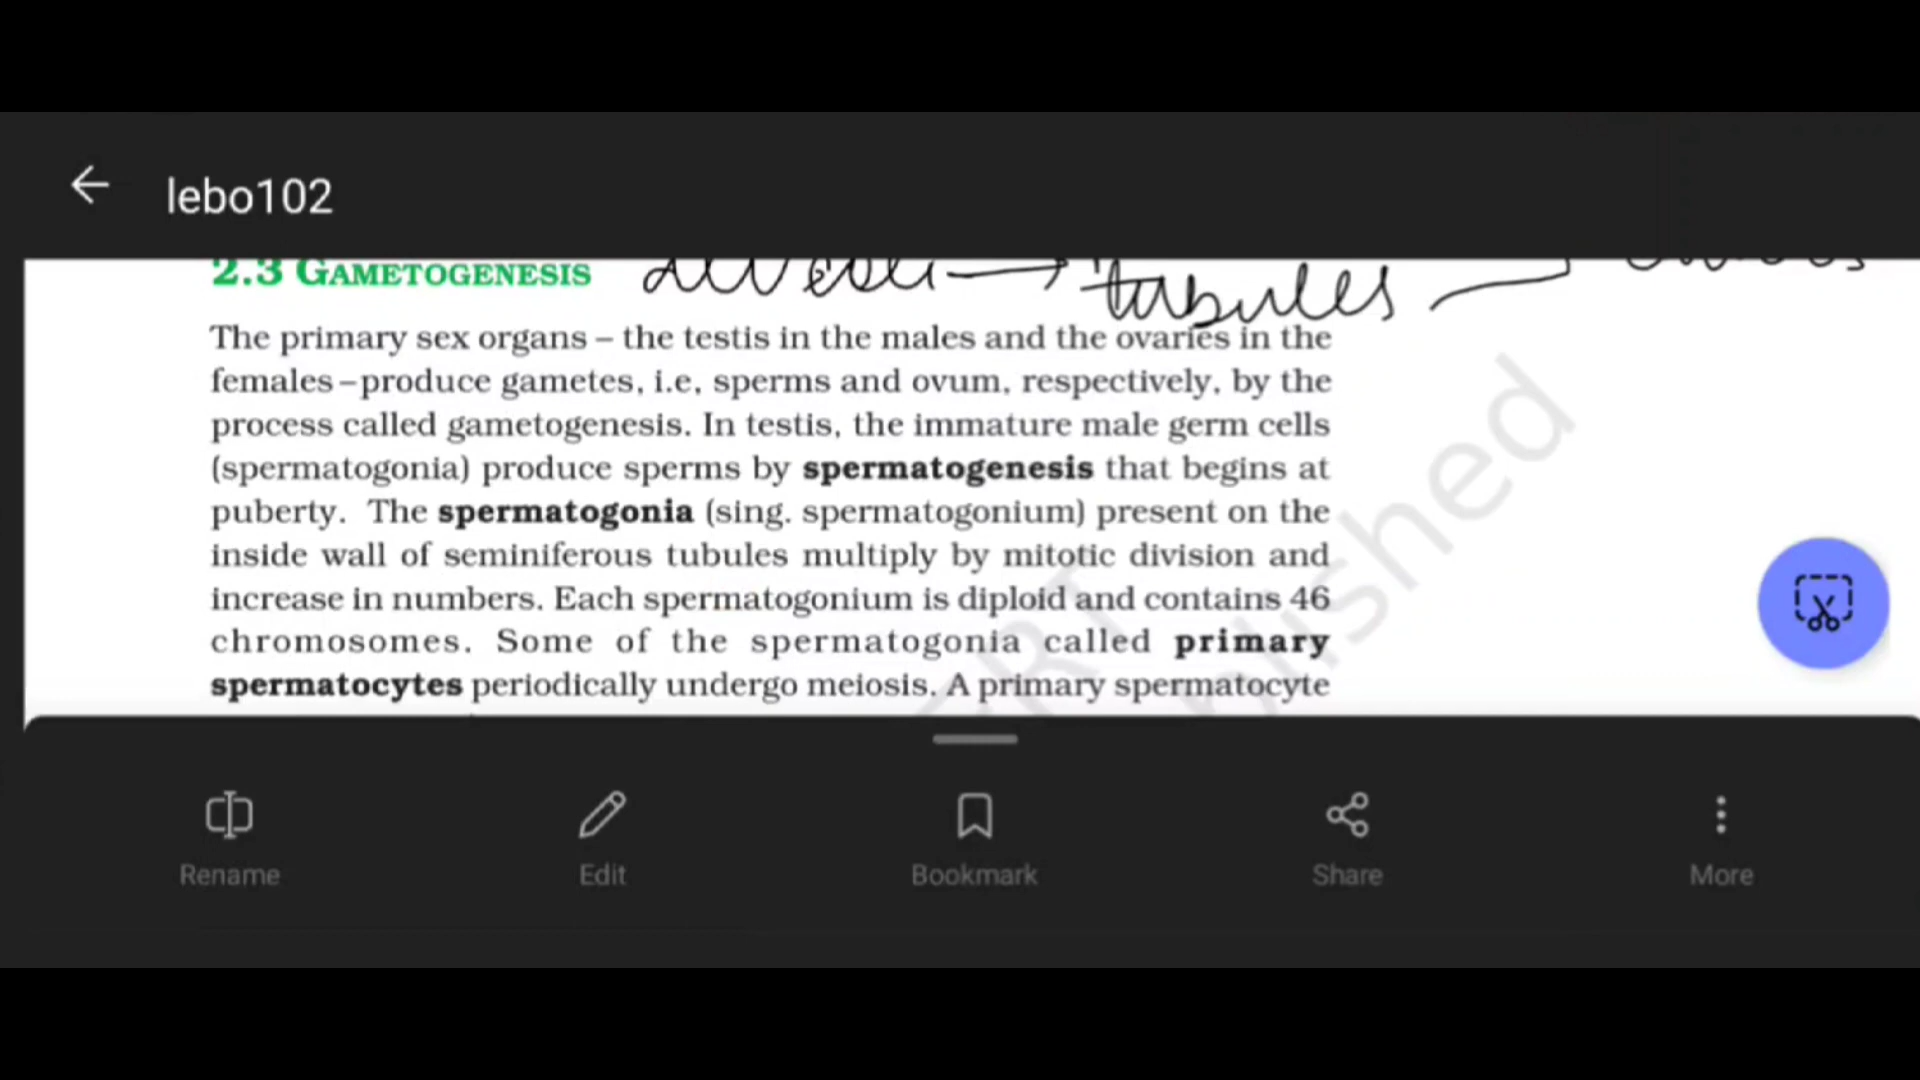 lebo102
2.3 GAMETOGENESIS alveoli → tubules
The primary sex organs – the testis in the males and the ovaries in the
females –produce gametes, i.e, sperms and ovum, respectively, by the
process called gametogenesis. In testis, the immature male germ cells
(spermatogonia) produce sperms by spermatogenesis that begins at
puberty. The spermatogonia (sing. spermatogonium) present on the
inside wall of seminiferous tubules multiply by mitotic division and
increase in numbers. Each spermatogonium is diploid and contains 46
chromosomes. Some of the spermatogonia called primary
spermatocytes periodically undergo meiosis. A primary spermatocyte
Rename Edit Bookmark Share More